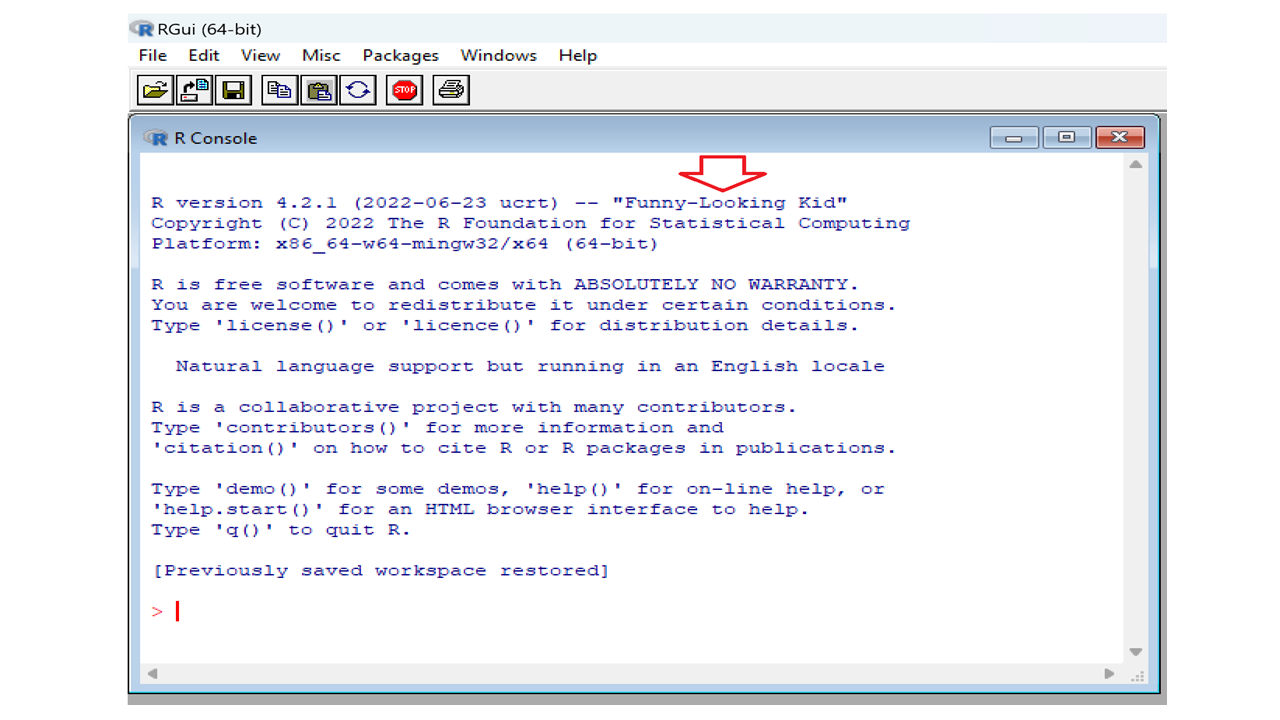 RGui (64-bit)
File Edit View Misc Packages Windows Help
STOP
R Console
R version 4.2.1 (2022-06-23 ucrt) -- "Funny-Looking Kid"
Copyright (C) 2022 The R Foundation for Statistical Computing
Platform: x86_64-w64-mingw32/x64 (64-bit)
R is free software and comes with ABSOLUTELY NO WARRANTY.
You are welcome to redistribute it under certain conditions.
Type 'license()' or 'licence()' for distribution details.
Natural language support but running in an English locale
R is a collaborative project with many contributors.
Type 'contributors()' for more information and
'citation()' on how to cite R or R packages in publications.
Type 'demo()' for some demos, 'help()' for on-line help, or
'help.start()' for an HTML browser interface to help.
Type 'q()' to quit R.
[Previously saved workspace restored]
>